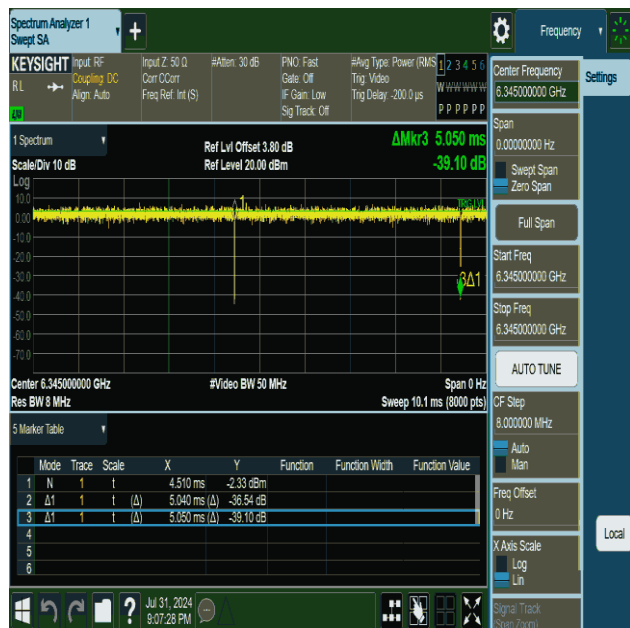 Spectrum Analyzer 1
Swept SA
Frequency
KEYSIGHT
RL
Input: RF
Coupling: DC
Align: Auto
Input Z: 50 Ω
Corr CCorr
Freq Ref: Int (S)
#Atten: 30 dB
PNO: Fast
Gate: Off
IF Gain: Low
Sig Track: Off
#Avg Type: Power (RMS
Trig: Video
Trig Delay: -200.0 µs
1 2 3 4 5 6
W W W W W W
P P P P P P
1 Spectrum
Scale/Div 10 dB
Ref Lvl Offset 3.80 dB
Ref Level 20.00 dBm
ΔMkr3 5.050 ms
-39.10 dB
Log
10.0
0.00
-10.0
-20.0
-30.0
-40.0
-50.0
-60.0
-70.0
1
TRIG LVL
3Δ1
Center 6.345000000 GHz
Res BW 8 MHz
#Video BW 50 MHz
Span 0 Hz
Sweep 10.1 ms (8000 pts)
5 Marker Table
Mode Trace Scale X Y Function Function Width Function Value
1 N 1 t 4.510 ms -2.33 dBm
2 Δ1 1 t (Δ) 5.040 ms (Δ) -36.54 dB
3 Δ1 1 t (Δ) 5.050 ms (Δ) -39.10 dB
4
5
6
Jul 31, 2024
9:07:28 PM
Center Frequency
6.345000000 GHz
Span
0.00000000 Hz
Swept Span
Zero Span
Full Span
Start Freq
6.345000000 GHz
Stop Freq
6.345000000 GHz
AUTO TUNE
CF Step
8.000000 MHz
Auto
Man
Freq Offset
0 Hz
X Axis Scale
Log
Lin
Signal Track
(Span Zoom)
Settings
Local